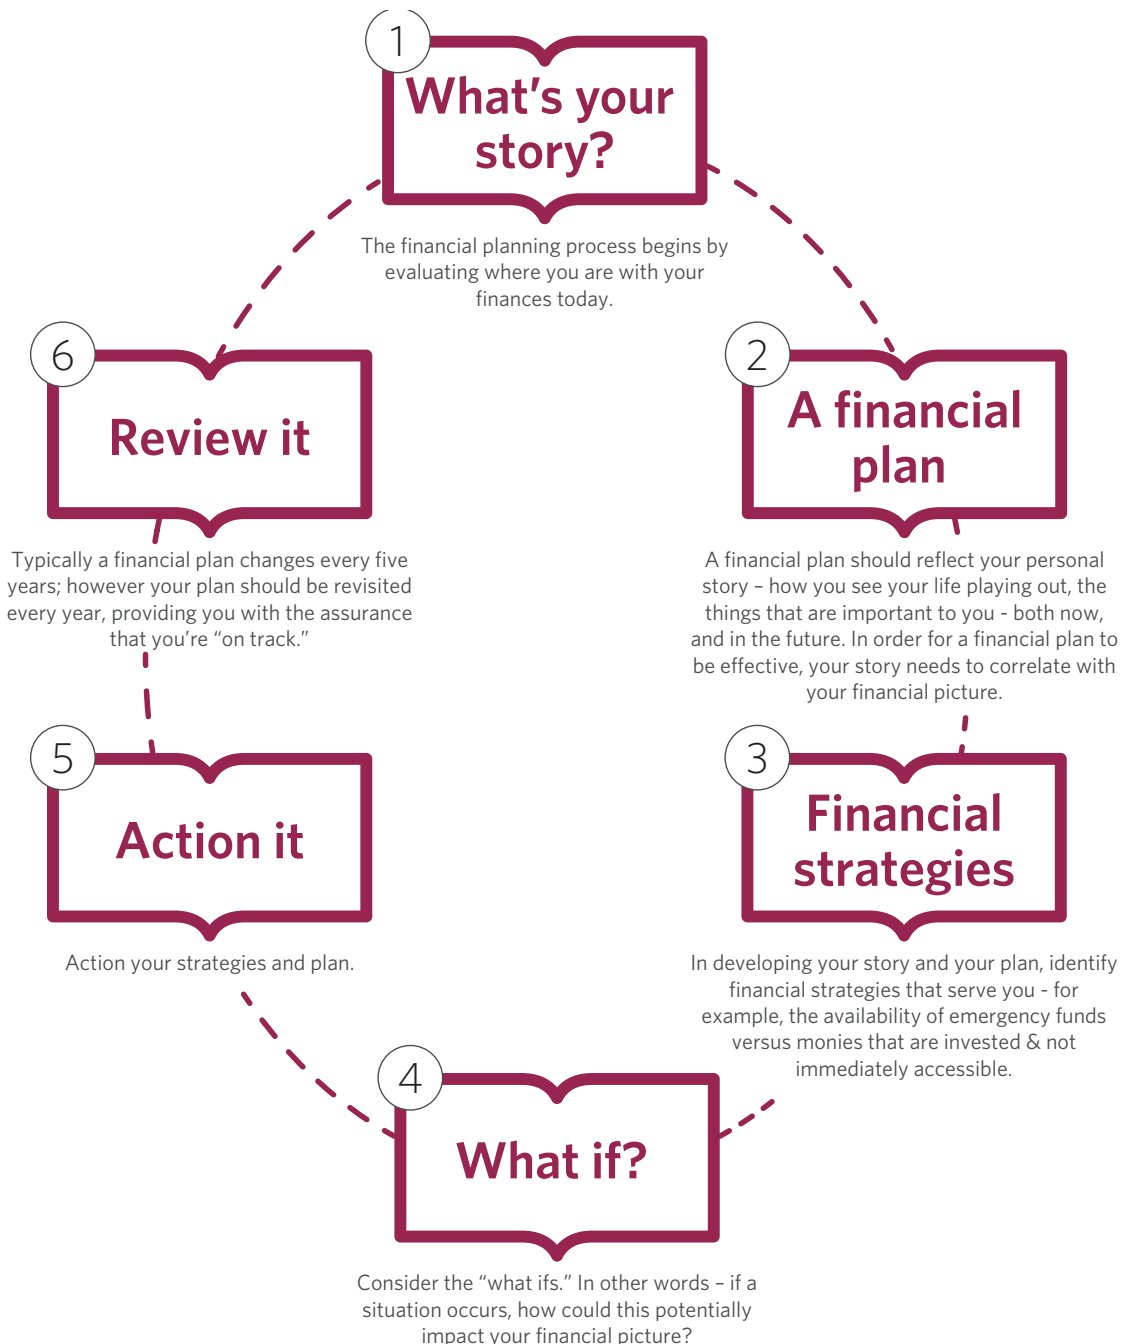 1
What's your
story?
The financial planning process begins by
evaluating where you are with your
finances today.
2
A financial
plan
A financial plan should reflect your personal
story – how you see your life playing out, the
things that are important to you - both now,
and in the future. In order for a financial plan to
be effective, your story needs to correlate with
your financial picture.
3
Financial
strategies
In developing your story and your plan, identify
financial strategies that serve you - for
example, the availability of emergency funds
versus monies that are invested & not
immediately accessible.
4
What if?
Consider the “what ifs.” In other words – if a
situation occurs, how could this potentially
impact your financial picture?
5
Action it
Action your strategies and plan.
6
Review it
Typically a financial plan changes every five
years; however your plan should be revisited
every year, providing you with the assurance
that you’re “on track.”